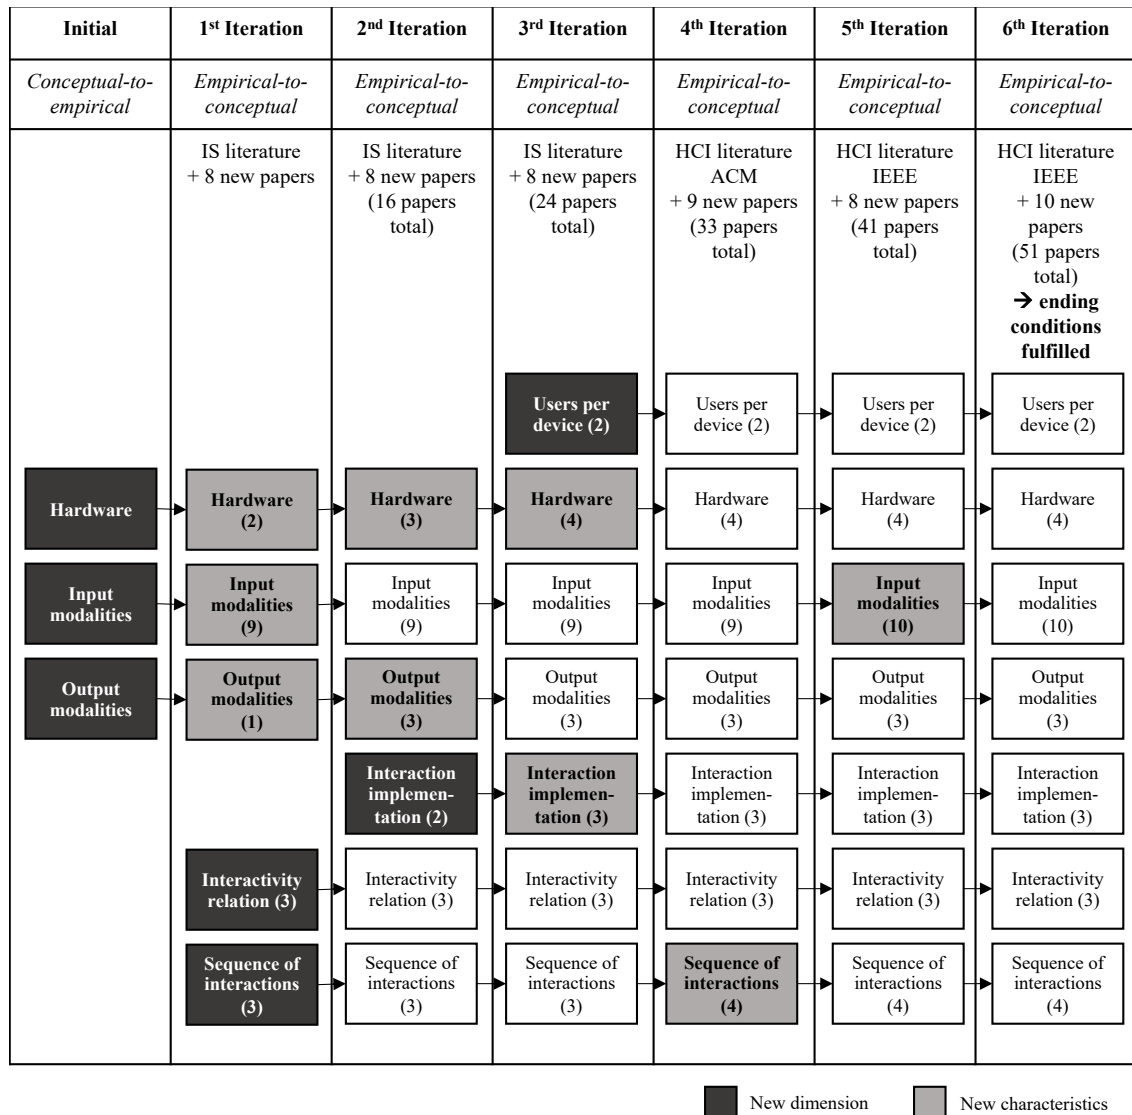 Initial
1st Iteration
2nd Iteration
3rd Iteration
4th Iteration
5th Iteration
6th Iteration
Conceptual-to-
empirical
Empirical-to-
conceptual
Empirical-to-
conceptual
Empirical-to-
conceptual
Empirical-to-
conceptual
Empirical-to-
conceptual
Empirical-to-
conceptual
IS literature
+ 8 new papers
IS literature
+ 8 new papers
(16 papers
total)
IS literature
+ 8 new papers
(24 papers
total)
HCI literature
ACM
+ 9 new papers
(33 papers
total)
HCI literature
IEEE
+ 8 new papers
(41 papers
total)
HCI literature
IEEE
+ 10 new
papers
(51 papers
total)
→ ending
conditions
fulfilled
Users per
device (2)
Users per
device (2)
Users per
device (2)
Users per
device (2)
Hardware
Hardware
(2)
Hardware
(3)
Hardware
(4)
Hardware
(4)
Hardware
(4)
Hardware
(4)
Input
modalities
Input
modalities
(9)
Input
modalities
(9)
Input
modalities
(9)
Input
modalities
(9)
Input
modalities
(10)
Input
modalities
(10)
Output
modalities
Output
modalities
(1)
Output
modalities
(3)
Output
modalities
(3)
Output
modalities
(3)
Output
modalities
(3)
Output
modalities
(3)
Interaction
implemen-
tation (2)
Interaction
implemen-
tation (3)
Interaction
implemen-
tation (3)
Interaction
implemen-
tation (3)
Interaction
implemen-
tation (3)
Interactivity
relation (3)
Interactivity
relation (3)
Interactivity
relation (3)
Interactivity
relation (3)
Interactivity
relation (3)
Interactivity
relation (3)
Sequence of
interactions
(3)
Sequence of
interactions
(3)
Sequence of
interactions
(3)
Sequence of
interactions
(4)
Sequence of
interactions
(4)
Sequence of
interactions
(4)
New dimension
New characteristics